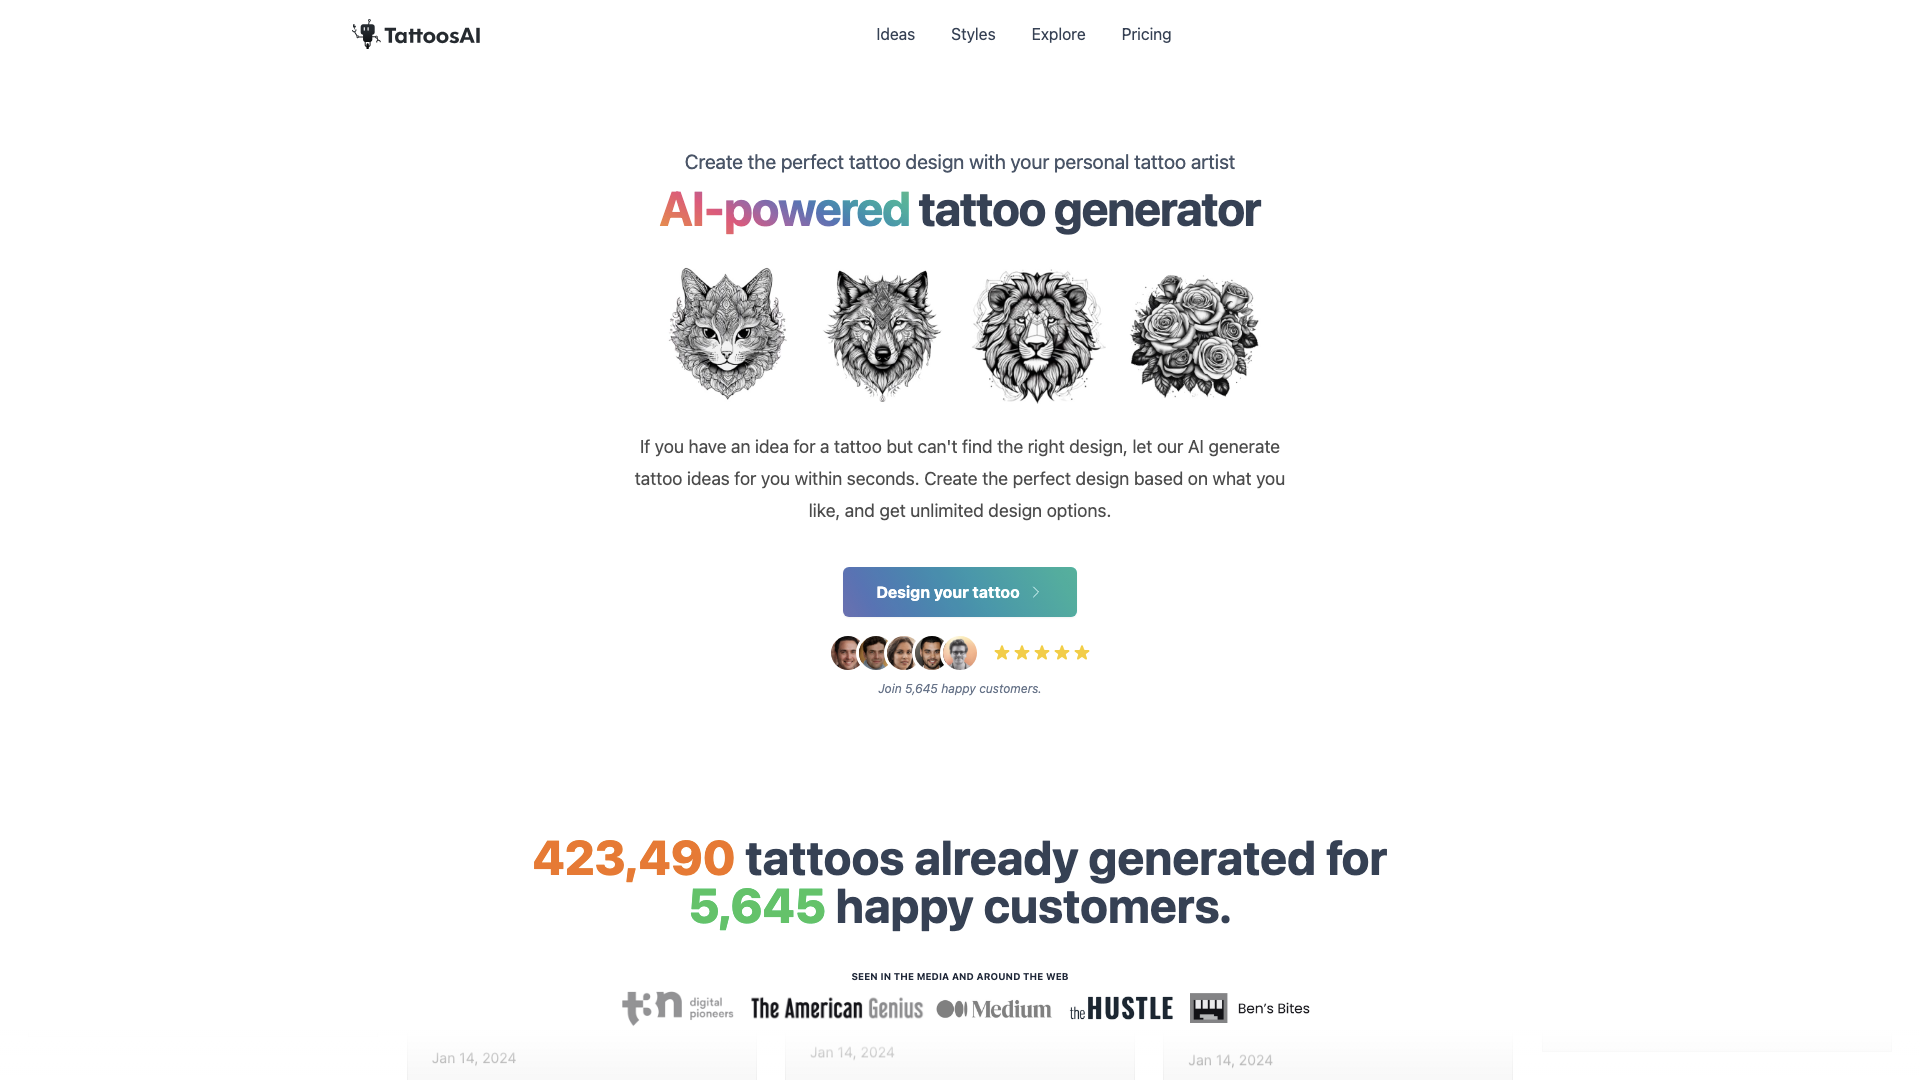 TattoosAI
Ideas
Styles
Explore
Pricing
Create the perfect tattoo design with your personal tattoo artist
AI-powered tattoo generator
If you have an idea for a tattoo but can't find the right design, let our AI generate
tattoo ideas for you within seconds. Create the perfect design based on what you
like, and get unlimited design options.
Design your tattoo
Join 5,645 happy customers.
423,490 tattoos already generated for
5,645 happy customers.
SEEN IN THE MEDIA AND AROUND THE WEB
t3n digital
pioneers
The American Genius
Medium
the HUSTLE
Ben's Bites
Jan 14, 2024
Jan 14, 2024
Jan 14, 2024